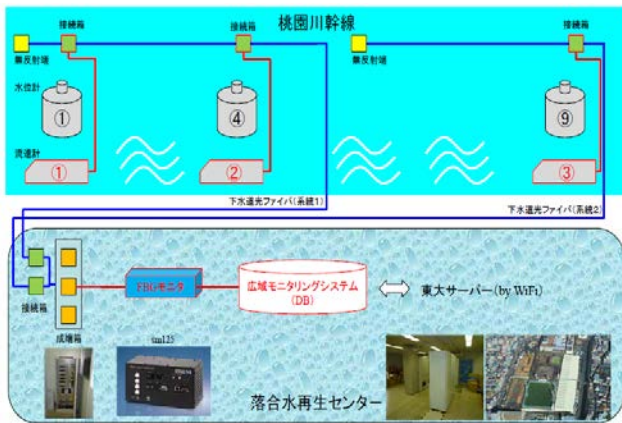 桃園川幹線
接続箱
接続箱
接続箱
無反射端
無反射端
水位計
①
④
⑨
流速計
①
②
③
下水道光ファイバ(系統1)
下水道光ファイバ(系統2)
接続箱
成端箱
FBGモニタ
広域モニタリングシステム
(DB)
東大サーバー(by WiFi)
sm125
落合水再生センター